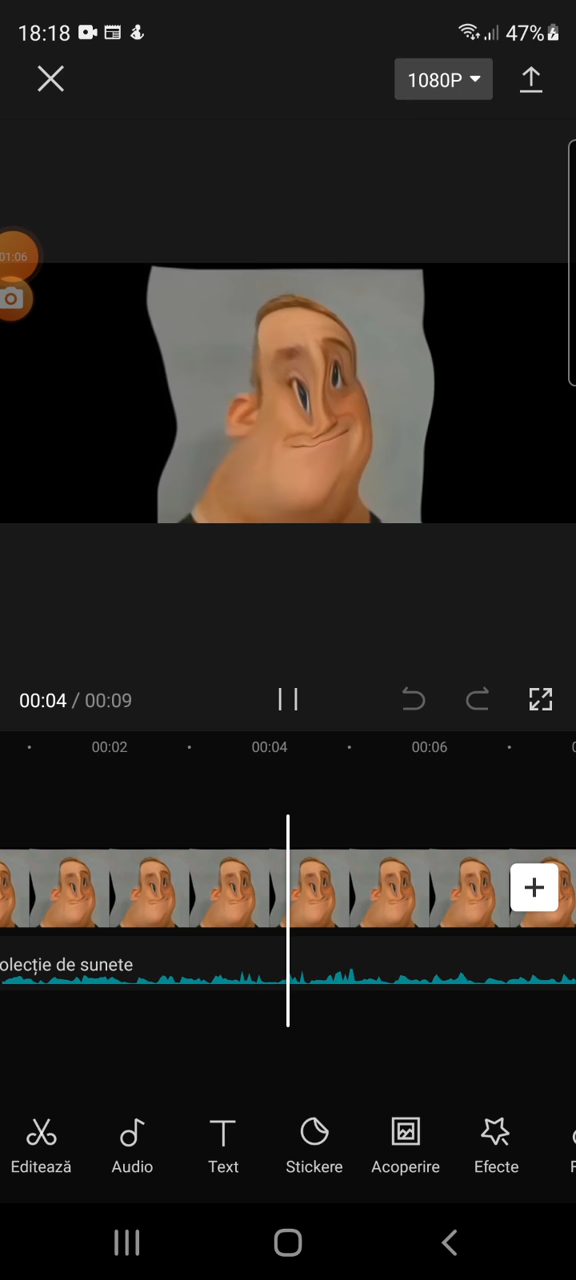 18:18
47%
1080P
01:06
00:04 / 00:09
00:02
00:04
00:06
olecție de sunete
Editează
Audio
Text
Stickere
Acoperire
Efecte